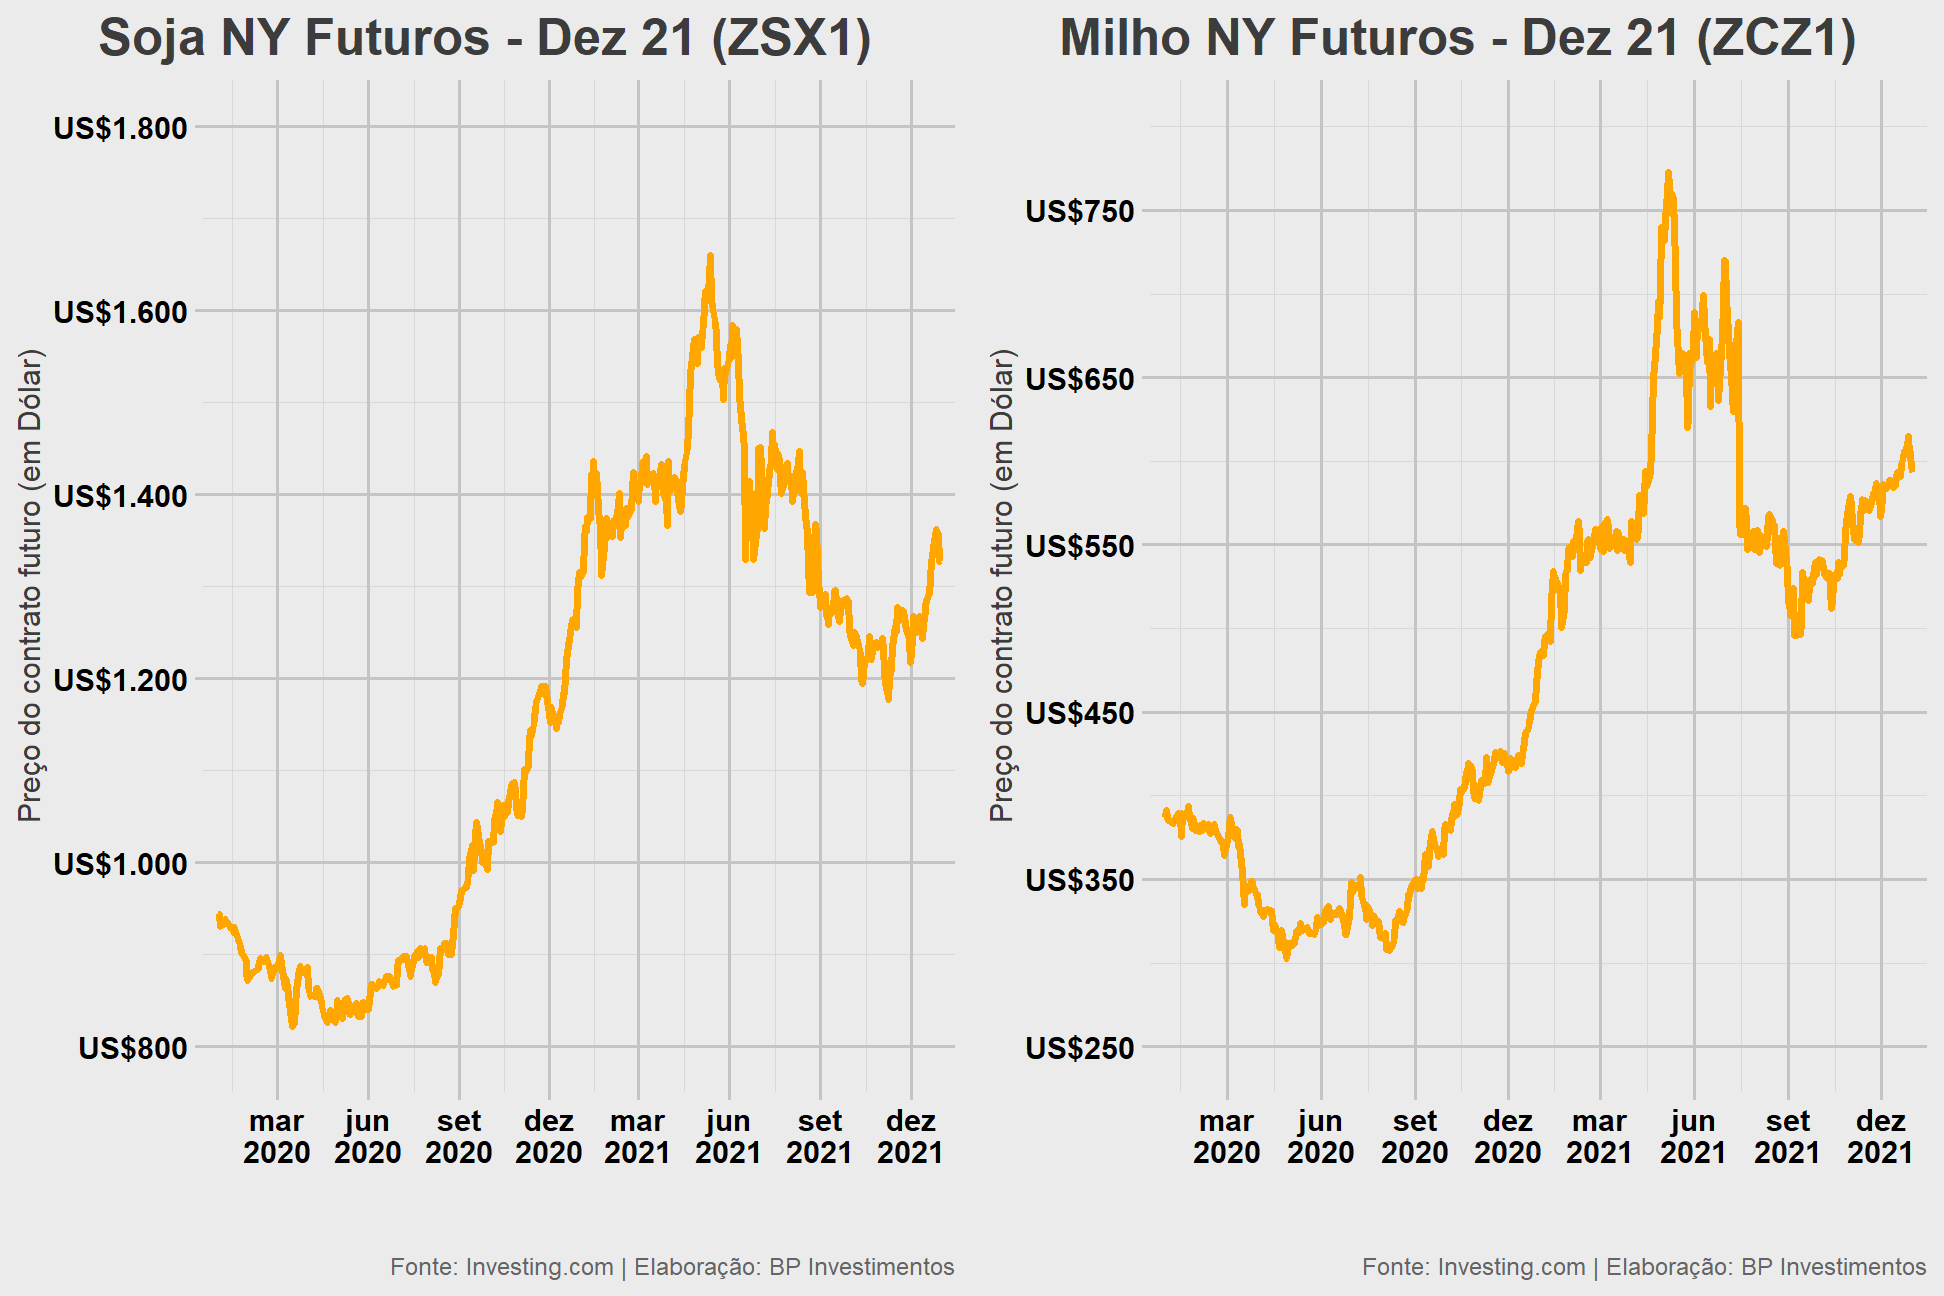 Soja NY Futuros - Dez 21 (ZSX1)
Preço do contrato futuro (em Dólar)
US$1.800
US$1.600
US$1.400
US$1.200
US$1.000
US$800
mar jun set dez mar jun set dez
2020 2020 2020 2020 2021 2021 2021 2021
Fonte: Investing.com | Elaboração: BP Investimentos
Milho NY Futuros - Dez 21 (ZCZ1)
Preço do contrato futuro (em Dólar)
US$750
US$650
US$550
US$450
US$350
US$250
mar jun set dez mar jun set dez
2020 2020 2020 2020 2021 2021 2021 2021
Fonte: Investing.com | Elaboração: BP Investimentos